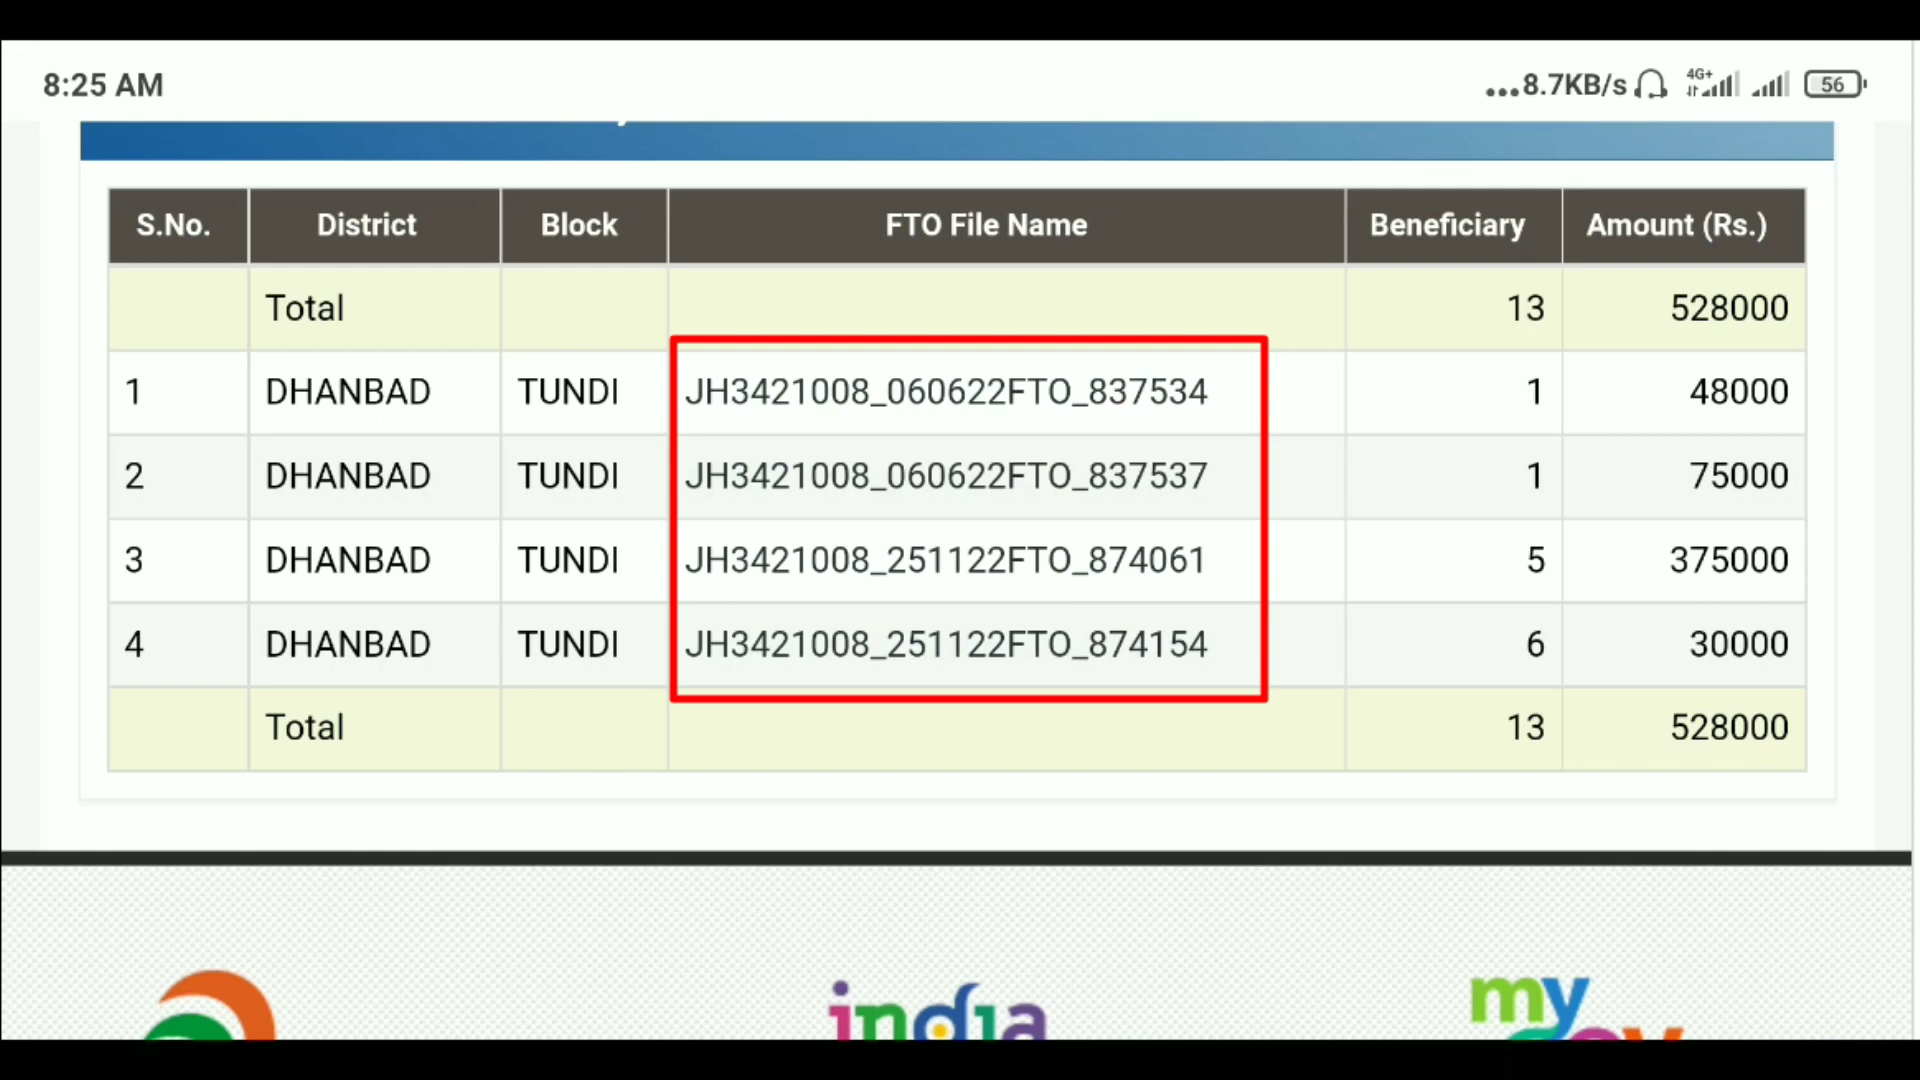 8:25 AM ...8.7KB/s 4G+ 56
S.No. District Block FTO File Name Beneficiary Amount (Rs.)
Total 13 528000
1 DHANBAD TUNDI JH3421008_060622FTO_837534 1 48000
2 DHANBAD TUNDI JH3421008_060622FTO_837537 1 75000
3 DHANBAD TUNDI JH3421008_251122FTO_874061 5 375000
4 DHANBAD TUNDI JH3421008_251122FTO_874154 6 30000
Total 13 528000
india my